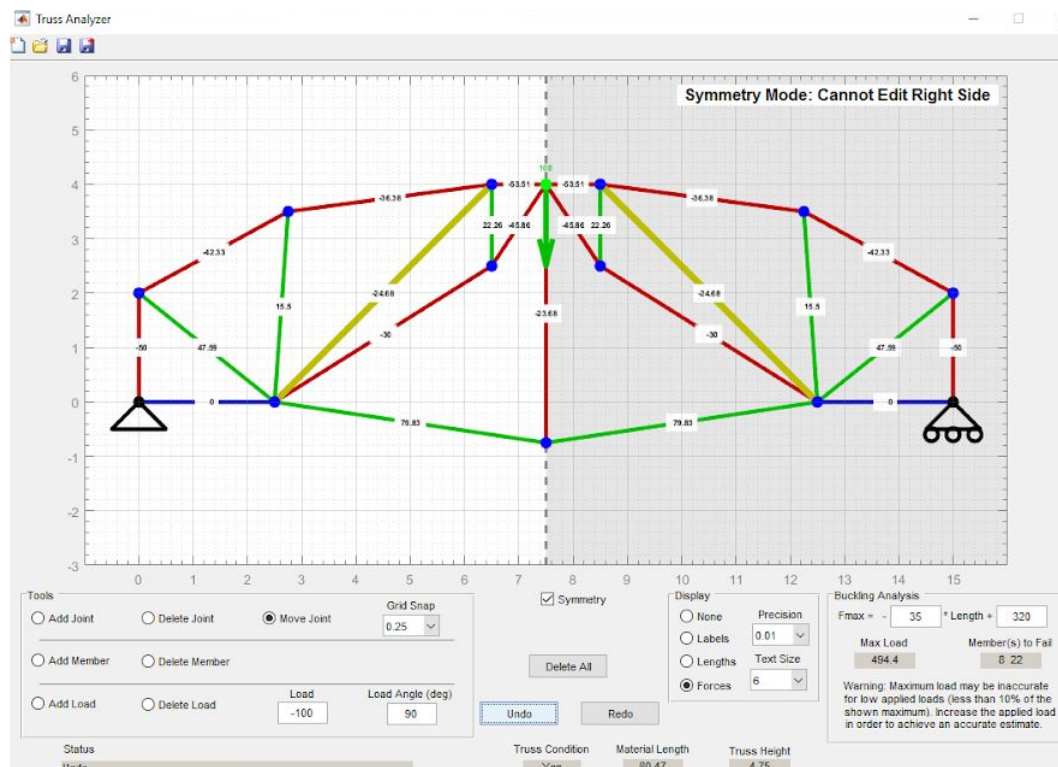 Truss Analyzer
Symmetry Mode: Cannot Edit Right Side
6
5
4
3
2
1
0
-1
-2
-3
100
-53.51 -53.51
-36.38 -36.38
22.26 -45.86 -45.86 22.26
-42.33 -42.33
-24.68 -23.68 -24.68
15.5 15.5
-30 -30
-50 47.59 47.59 -50
0 0
79.83 79.83
0 1 2 3 4 5 6 7 8 9 10 11 12 13 14 15
Tools
Add Joint Delete Joint Move Joint
Grid Snap
0.25
Add Member Delete Member
Add Load Delete Load
Load
-100
Load Angle (deg)
90
Symmetry
Delete All
Undo Redo
Display
None
Labels
Lengths
Forces
Precision
0.01
Text Size
6
Buckling Analysis
Fmax = - 35 * Length + 320
Max Load Member(s) to Fail
494.4 8 22
Warning: Maximum load may be inaccurate
for low applied loads (less than 10% of the
shown maximum). Increase the applied load
in order to achieve an accurate estimate.
Status
Undo
Truss Condition Material Length Truss Height
Yes 80.47 4.75